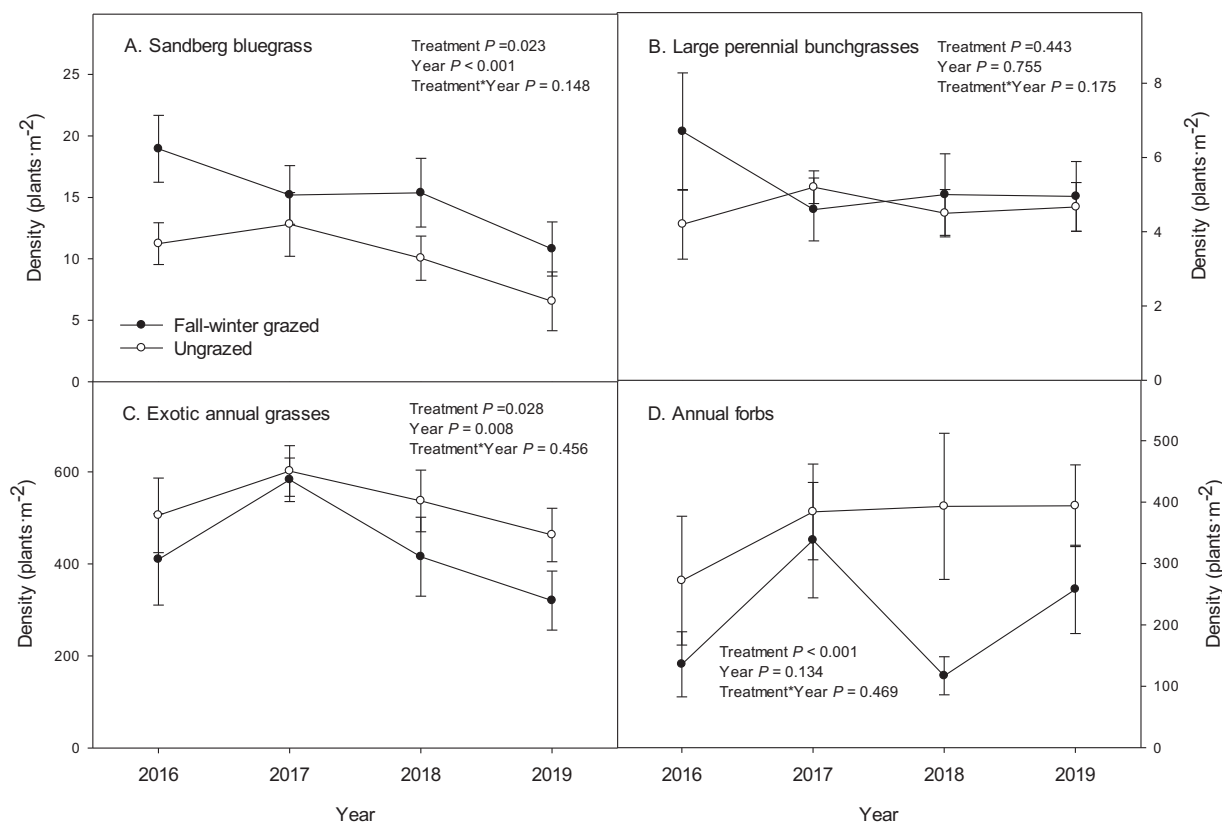 A. Sandberg bluegrass
Treatment P =0.023
Year P < 0.001
Treatment*Year P = 0.148
25
20
15
10
5
0
Density (plants·m-2)
Fall-winter grazed
Ungrazed
B. Large perennial bunchgrasses
Treatment P =0.443
Year P = 0.755
Treatment*Year P = 0.175
8
6
4
2
0
Density (plants·m-2)
C. Exotic annual grasses
Treatment P =0.028
Year P = 0.008
Treatment*Year P = 0.456
600
400
200
0
Density (plants·m-2)
2016 2017 2018 2019
Year
D. Annual forbs
Treatment P < 0.001
Year P = 0.134
Treatment*Year P = 0.469
500
400
300
200
100
0
Density (plants·m-2)
2016 2017 2018 2019
Year